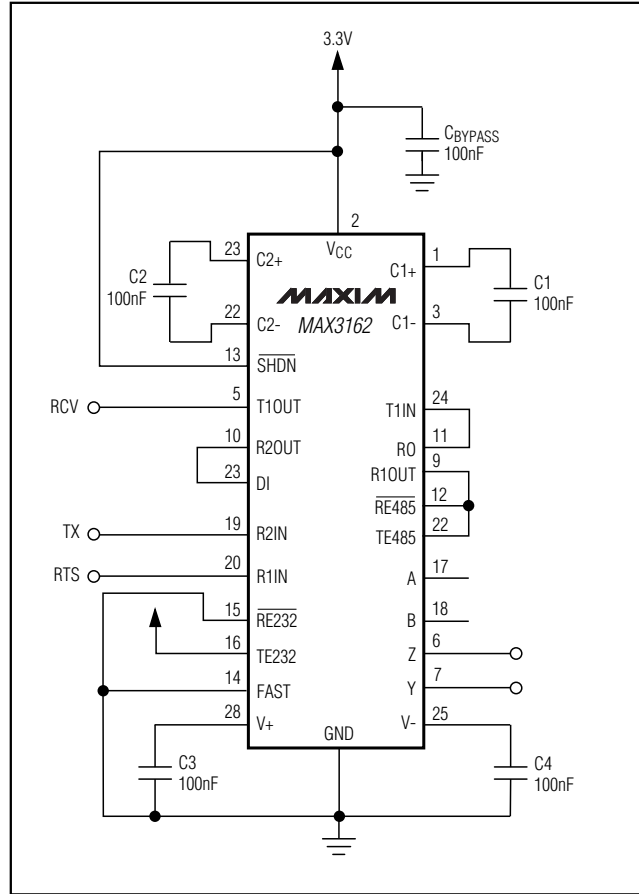 3.3V
CBYPASS
100nF
2
VCC
23
C2+
C2
100nF
22
C2-
1
C1+
C1
100nF
3
C1-
MAXIM
MAX3162
13
SHDN
RCV
5
T1OUT
24
T1IN
11
RO
10
R2OUT
23
DI
9
R1OUT
12
RE485
22
TE485
TX
19
R2IN
RTS
20
R1IN
17
A
18
B
15
RE232
16
TE232
6
Z
14
FAST
7
Y
28
V+
25
V-
GND
C3
100nF
C4
100nF